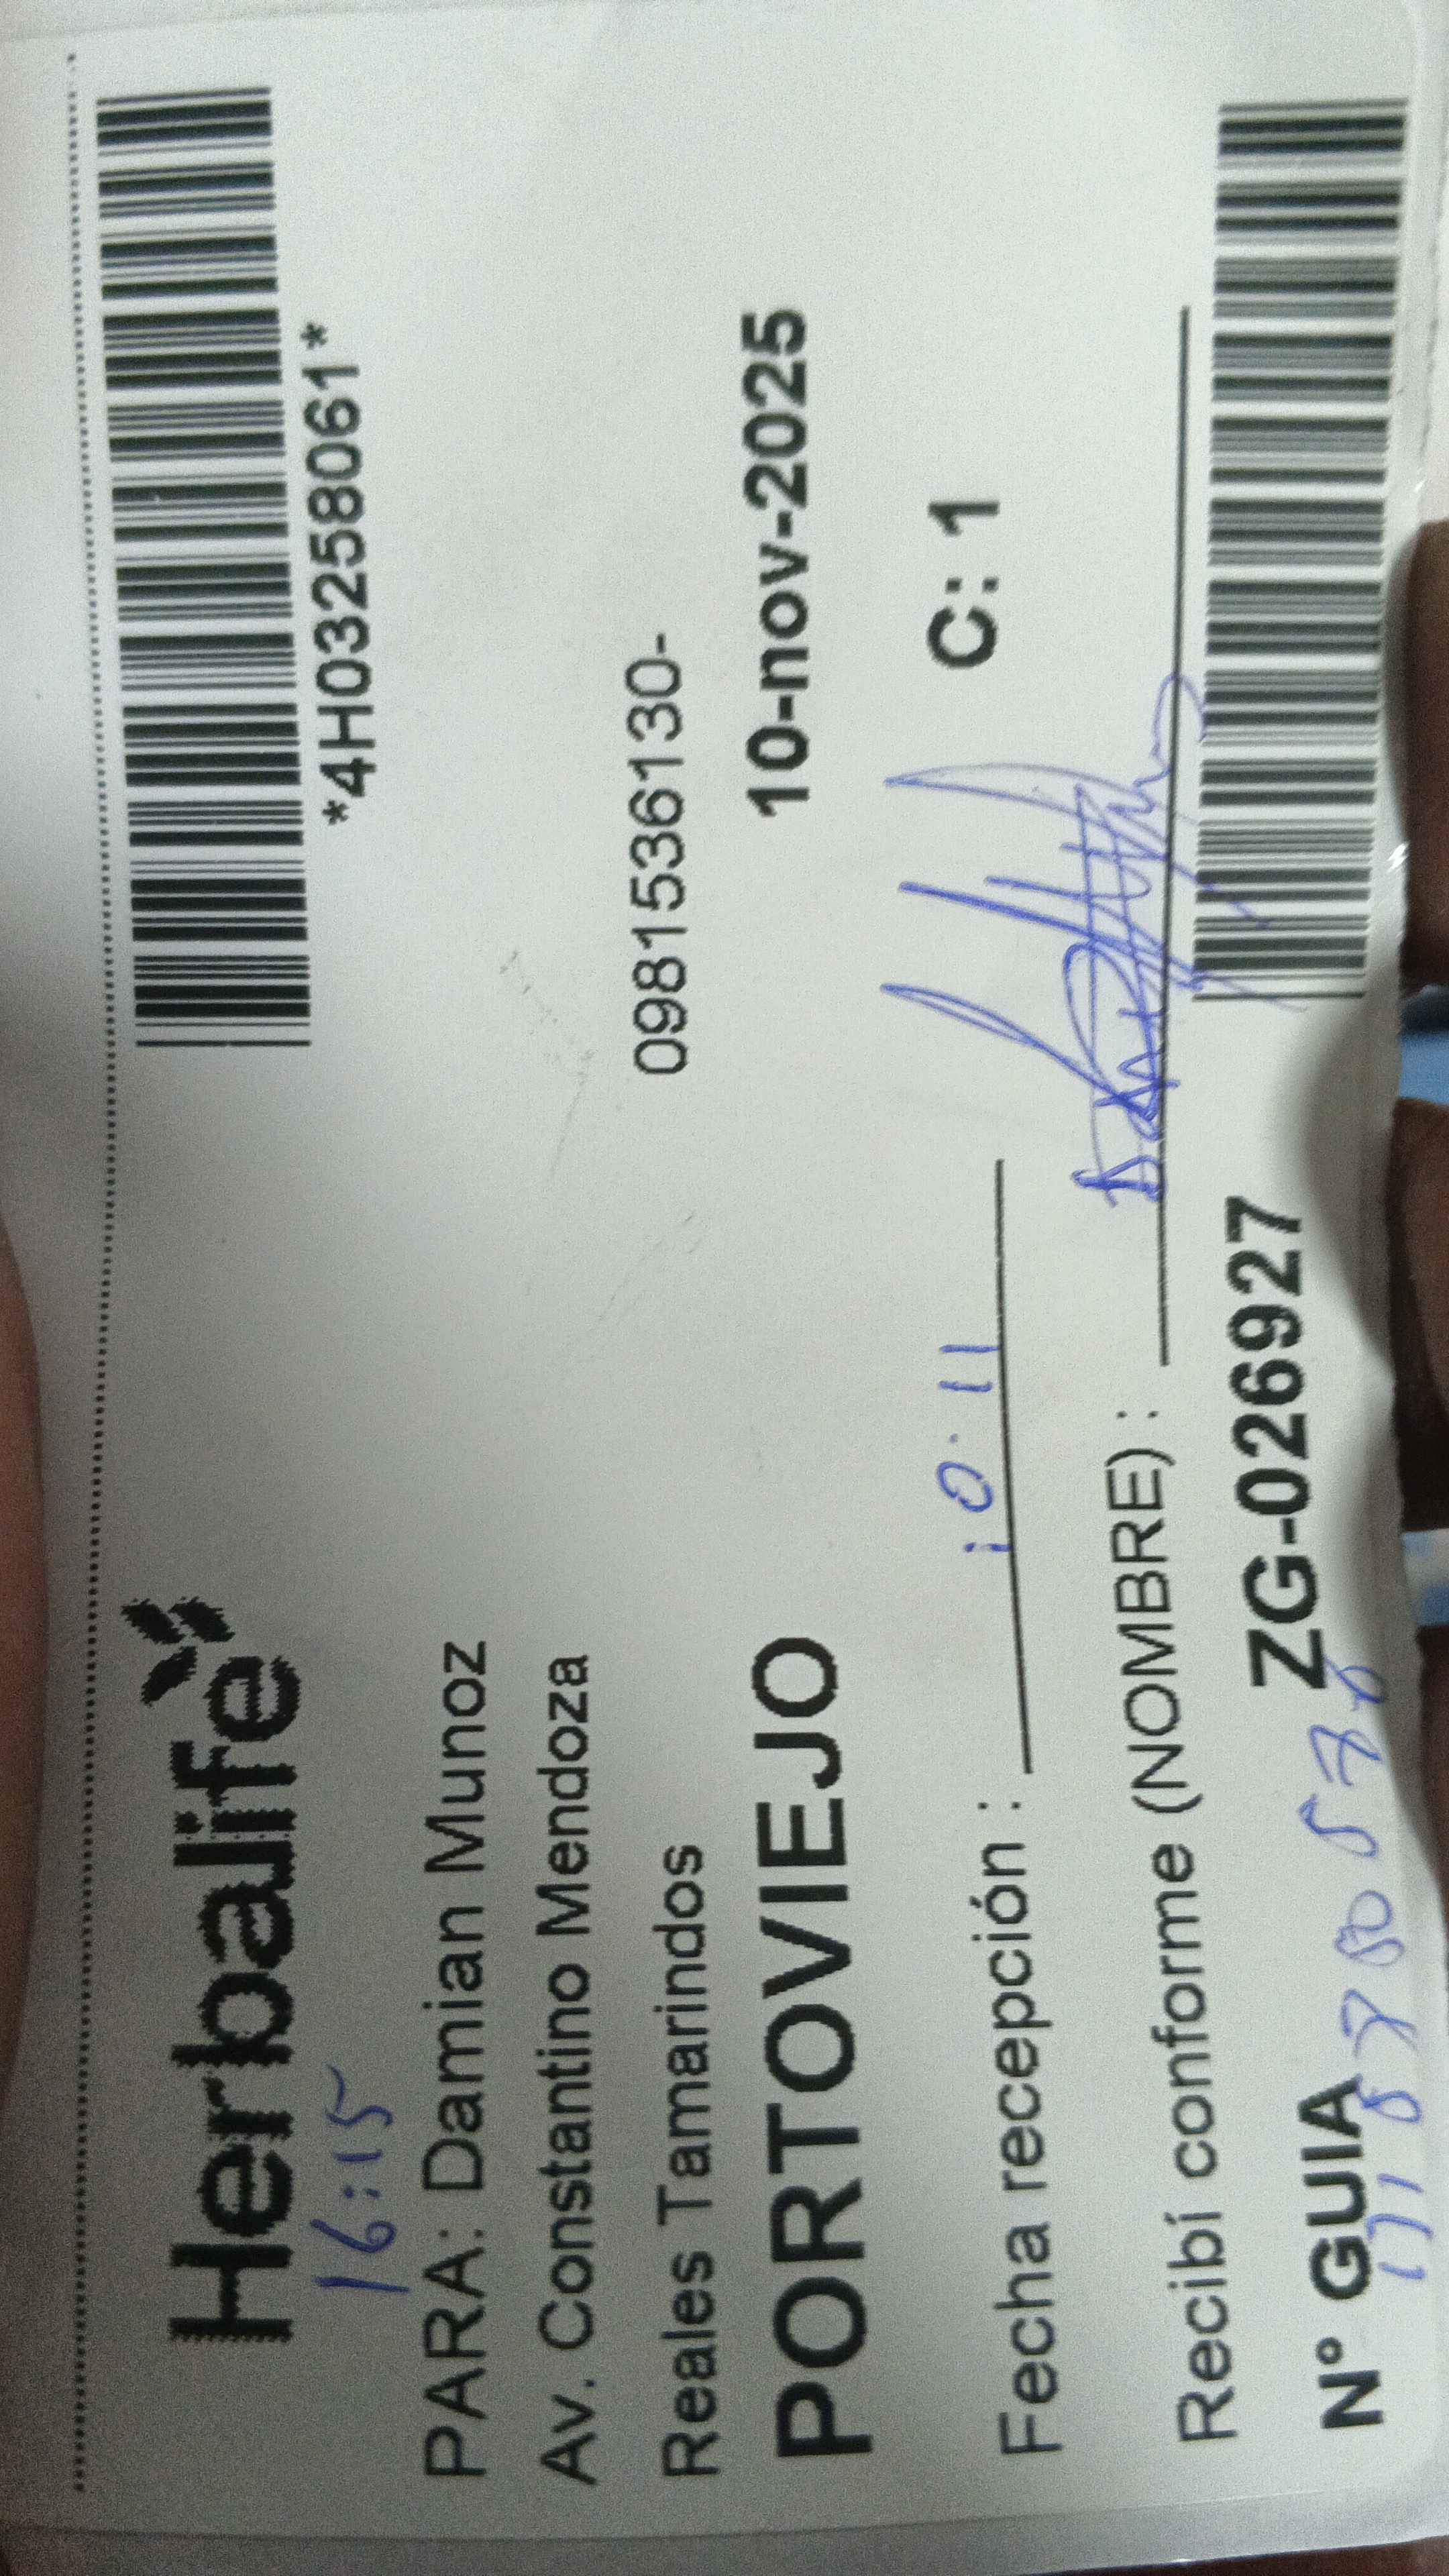 Herbalife
*4H03258061*
16:15
PARA: Damian Munoz
Av. Constantino Mendoza
Reales Tamarindos
0981536130-
PORTOVIEJO
10-nov-2025
Fecha recepción : 10.11
C: 1
Recibí conforme (NOMBRE) :
N° GUIA ZG-026927